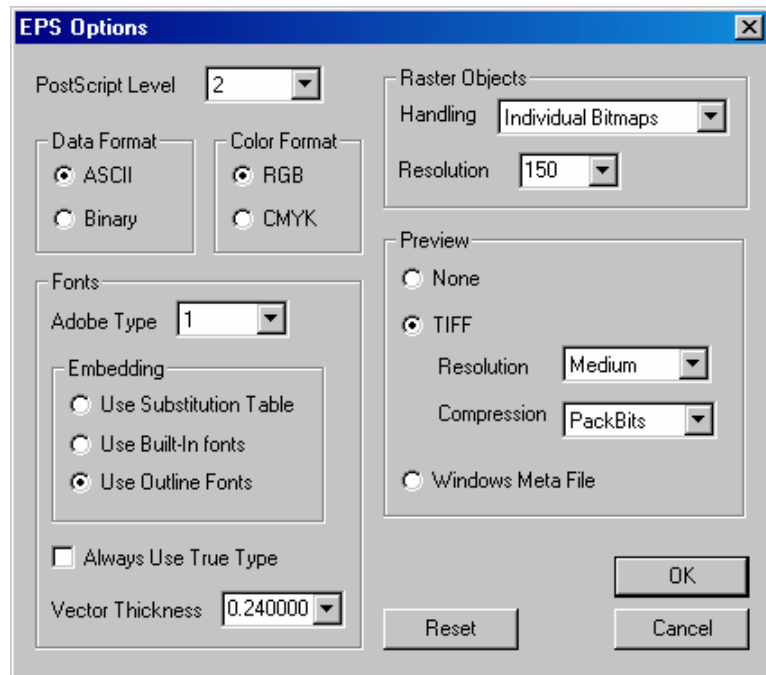 EPS Options
PostScript Level 2
Data Format
ASCII
Binary
Color Format
RGB
CMYK
Fonts
Adobe Type 1
Embedding
Use Substitution Table
Use Built-In fonts
Use Outline Fonts
Always Use True Type
Vector Thickness 0.240000
Raster Objects
Handling Individual Bitmaps
Resolution 150
Preview
None
TIFF
Resolution Medium
Compression PackBits
Windows Meta File
OK
Reset
Cancel